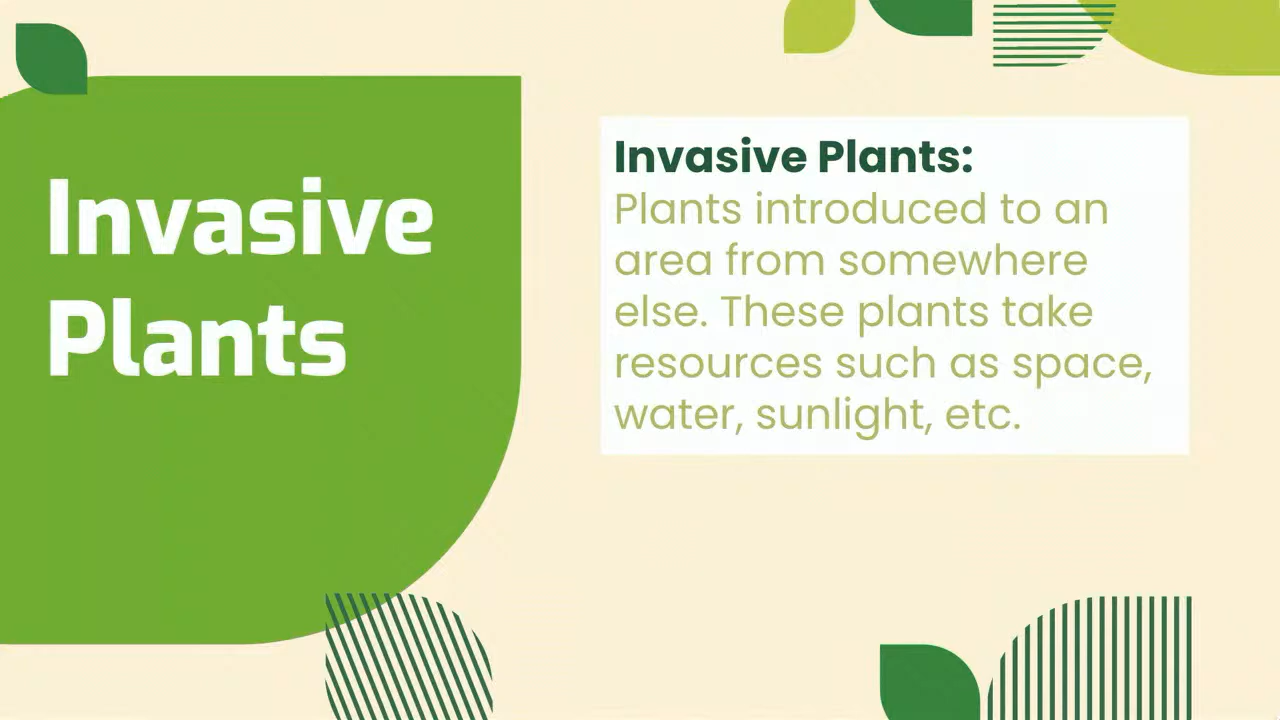 Invasive
Plants
Invasive Plants:
Plants introduced to an
area from somewhere
else. These plants take
resources such as space,
water, sunlight, etc.